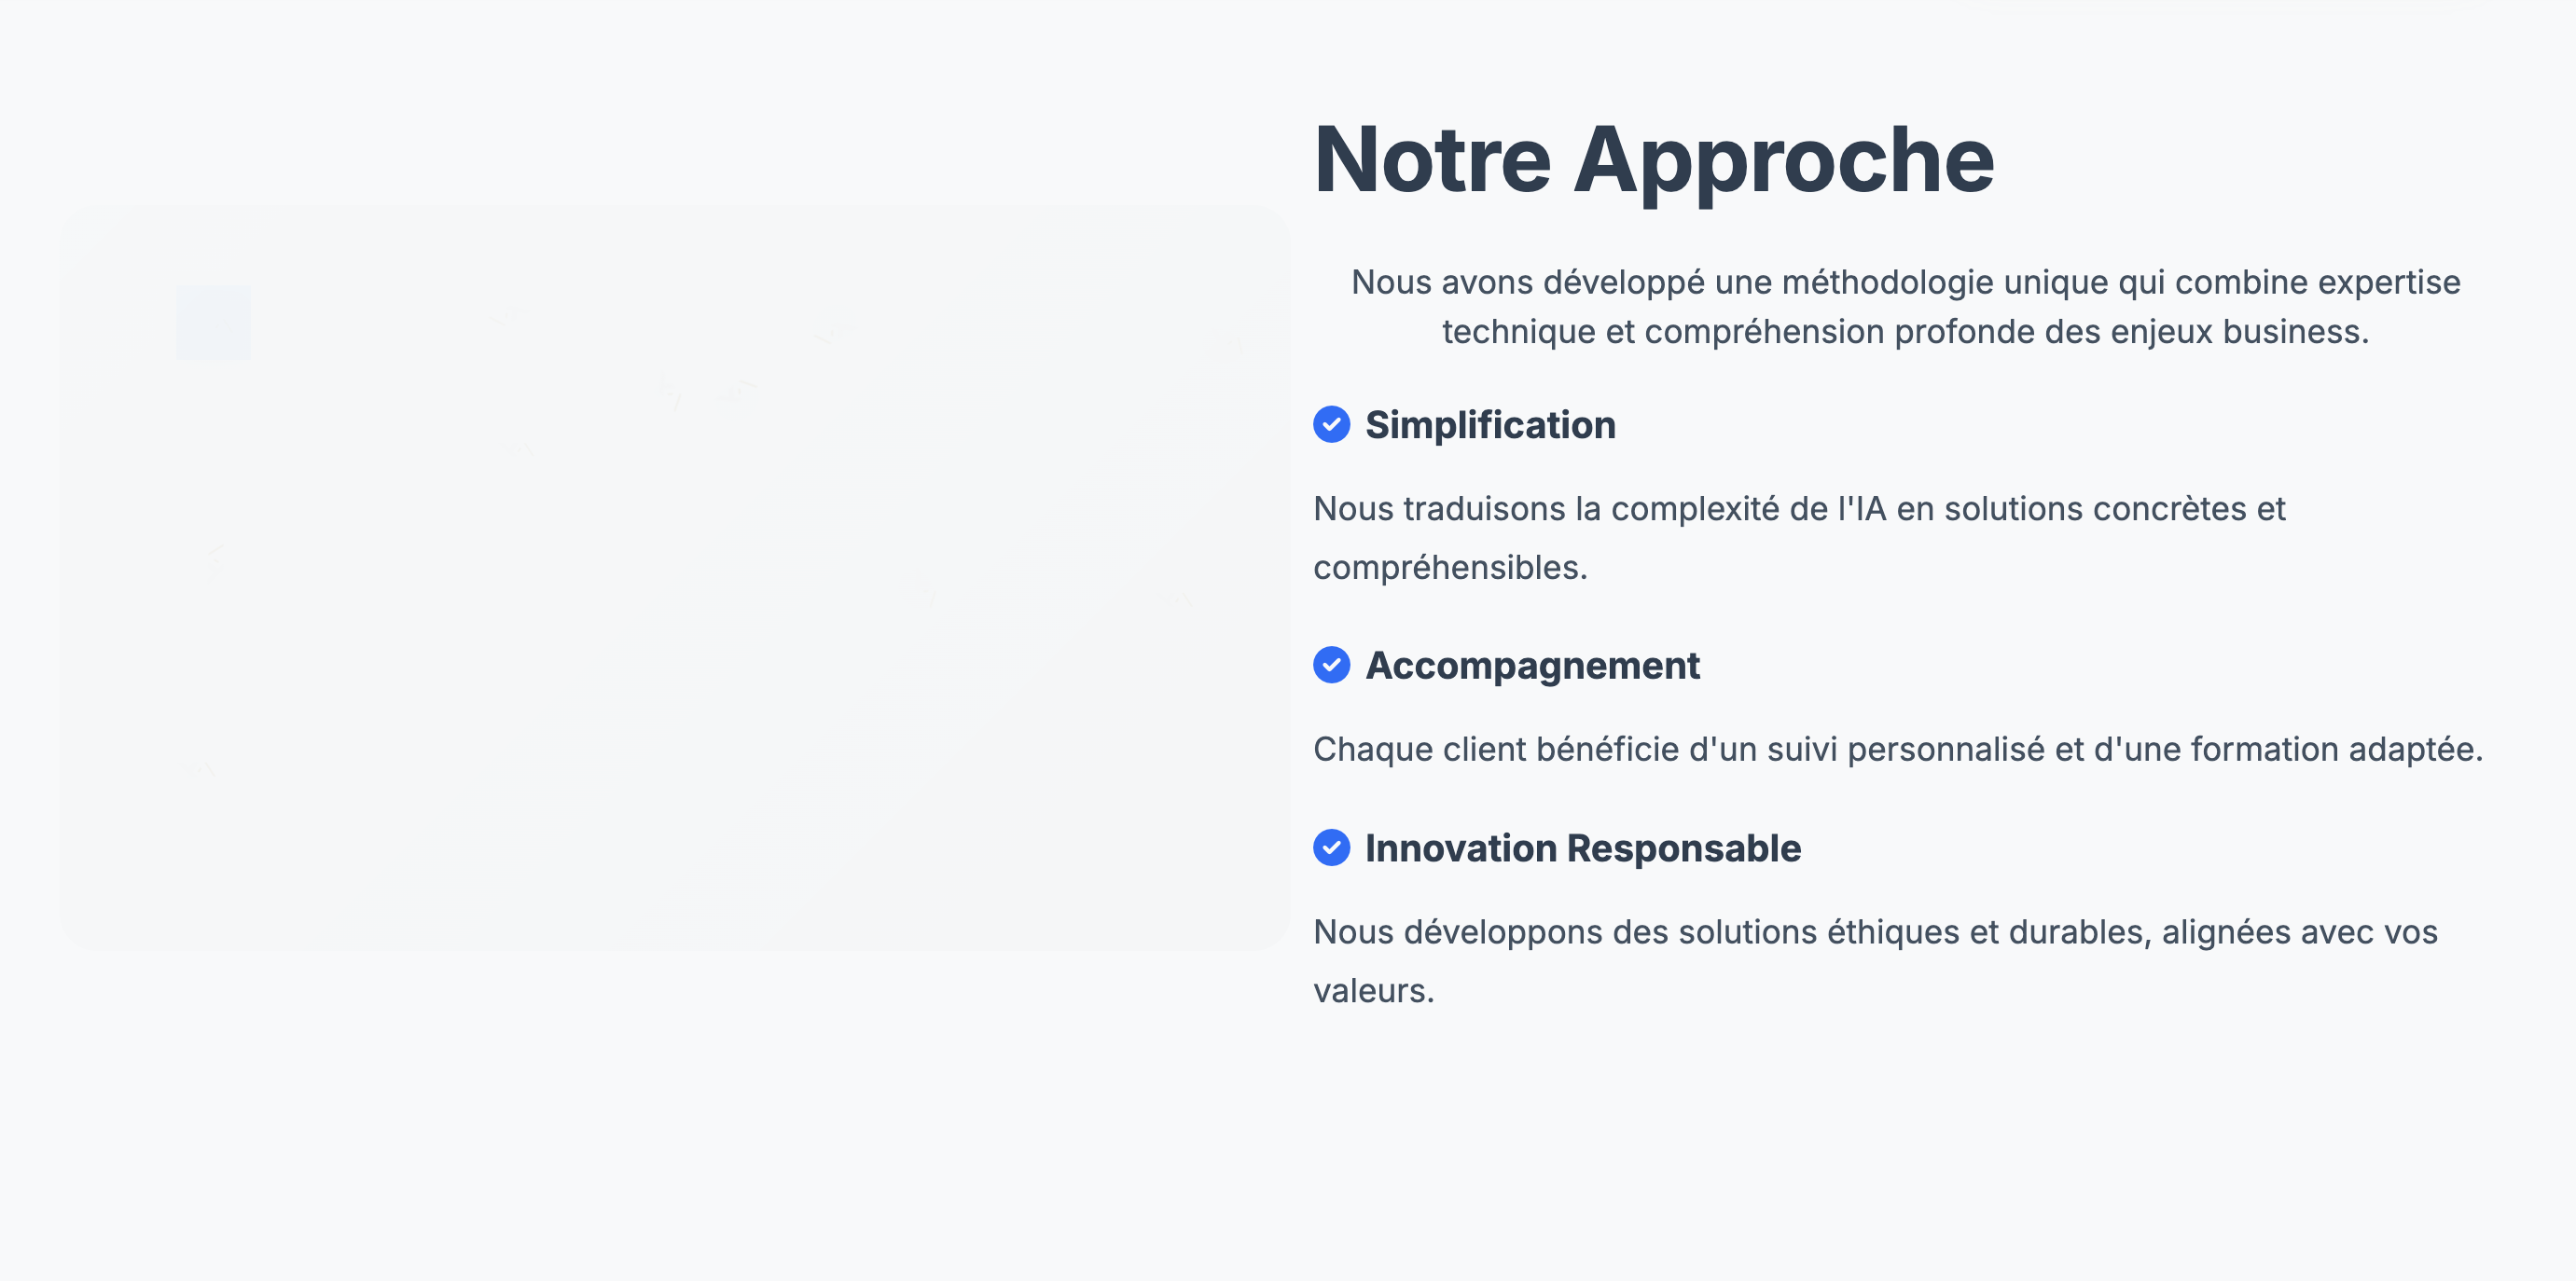 Notre Approche
Nous avons développé une méthodologie unique qui combine expertise
technique et compréhension profonde des enjeux business.
Simplification
Nous traduisons la complexité de l'IA en solutions concrètes et
compréhensibles.
Accompagnement
Chaque client bénéficie d'un suivi personnalisé et d'une formation adaptée.
Innovation Responsable
Nous développons des solutions éthiques et durables, alignées avec vos
valeurs.